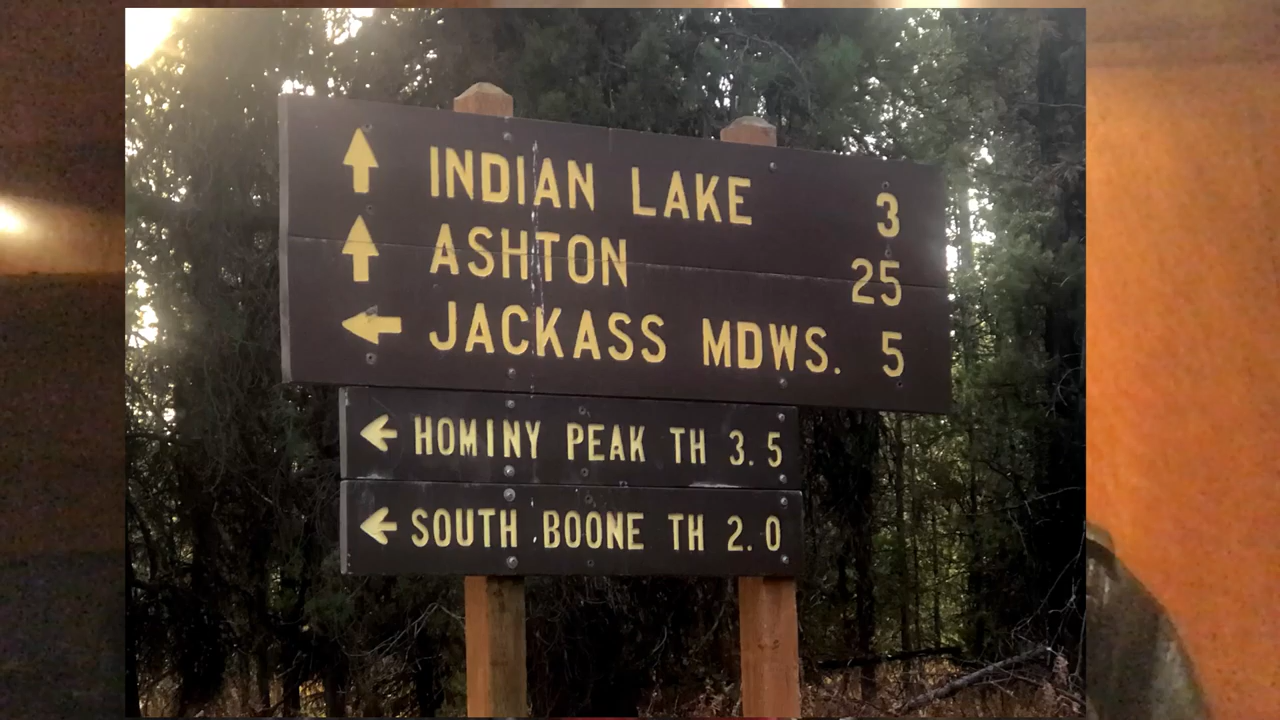 INDIAN LAKE 3
ASHTON 25
JACKASS MDWS. 5
HOMINY PEAK TH 3.5
SOUTH BOONE TH 2.0